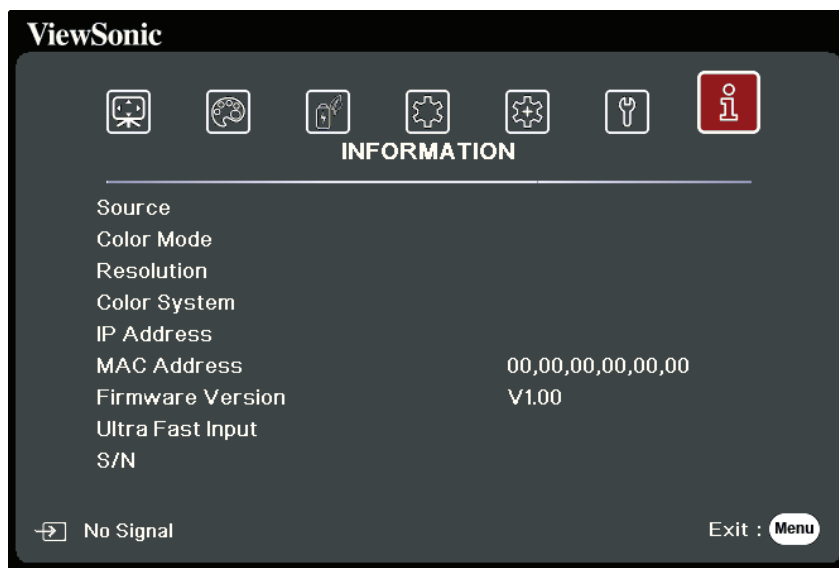 ViewSonic
INFORMATION
Source
Color Mode
Resolution
Color System
IP Address
MAC Address 00,00,00,00,00,00
Firmware Version V1.00
Ultra Fast Input
S/N
No Signal Exit : Menu